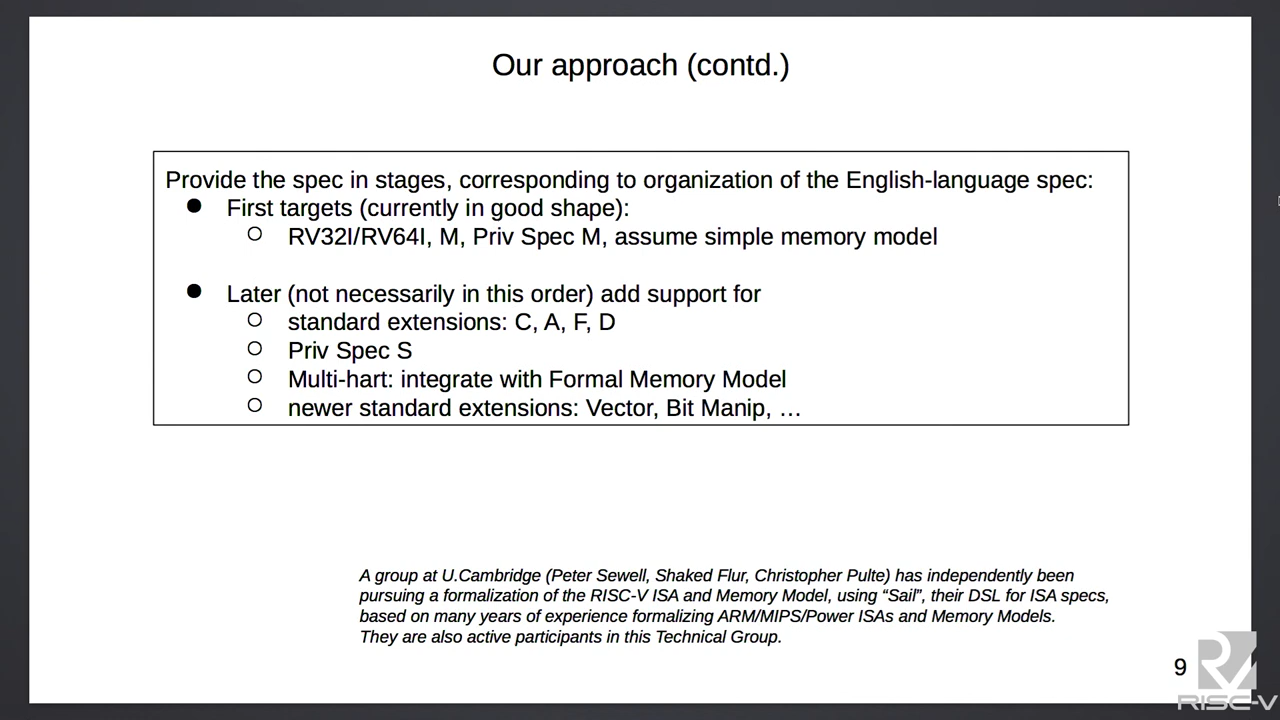 Our approach (contd.)
Provide the spec in stages, corresponding to organization of the English-language spec:
● First targets (currently in good shape):
○ RV32I/RV64I, M, Priv Spec M, assume simple memory model
● Later (not necessarily in this order) add support for
○ standard extensions: C, A, F, D
○ Priv Spec S
○ Multi-hart: integrate with Formal Memory Model
○ newer standard extensions: Vector, Bit Manip, …
A group at U.Cambridge (Peter Sewell, Shaked Flur, Christopher Pulte) has independently been
pursuing a formalization of the RISC-V ISA and Memory Model, using “Sail”, their DSL for ISA specs,
based on many years of experience formalizing ARM/MIPS/Power ISAs and Memory Models.
They are also active participants in this Technical Group.
9
RISC-V